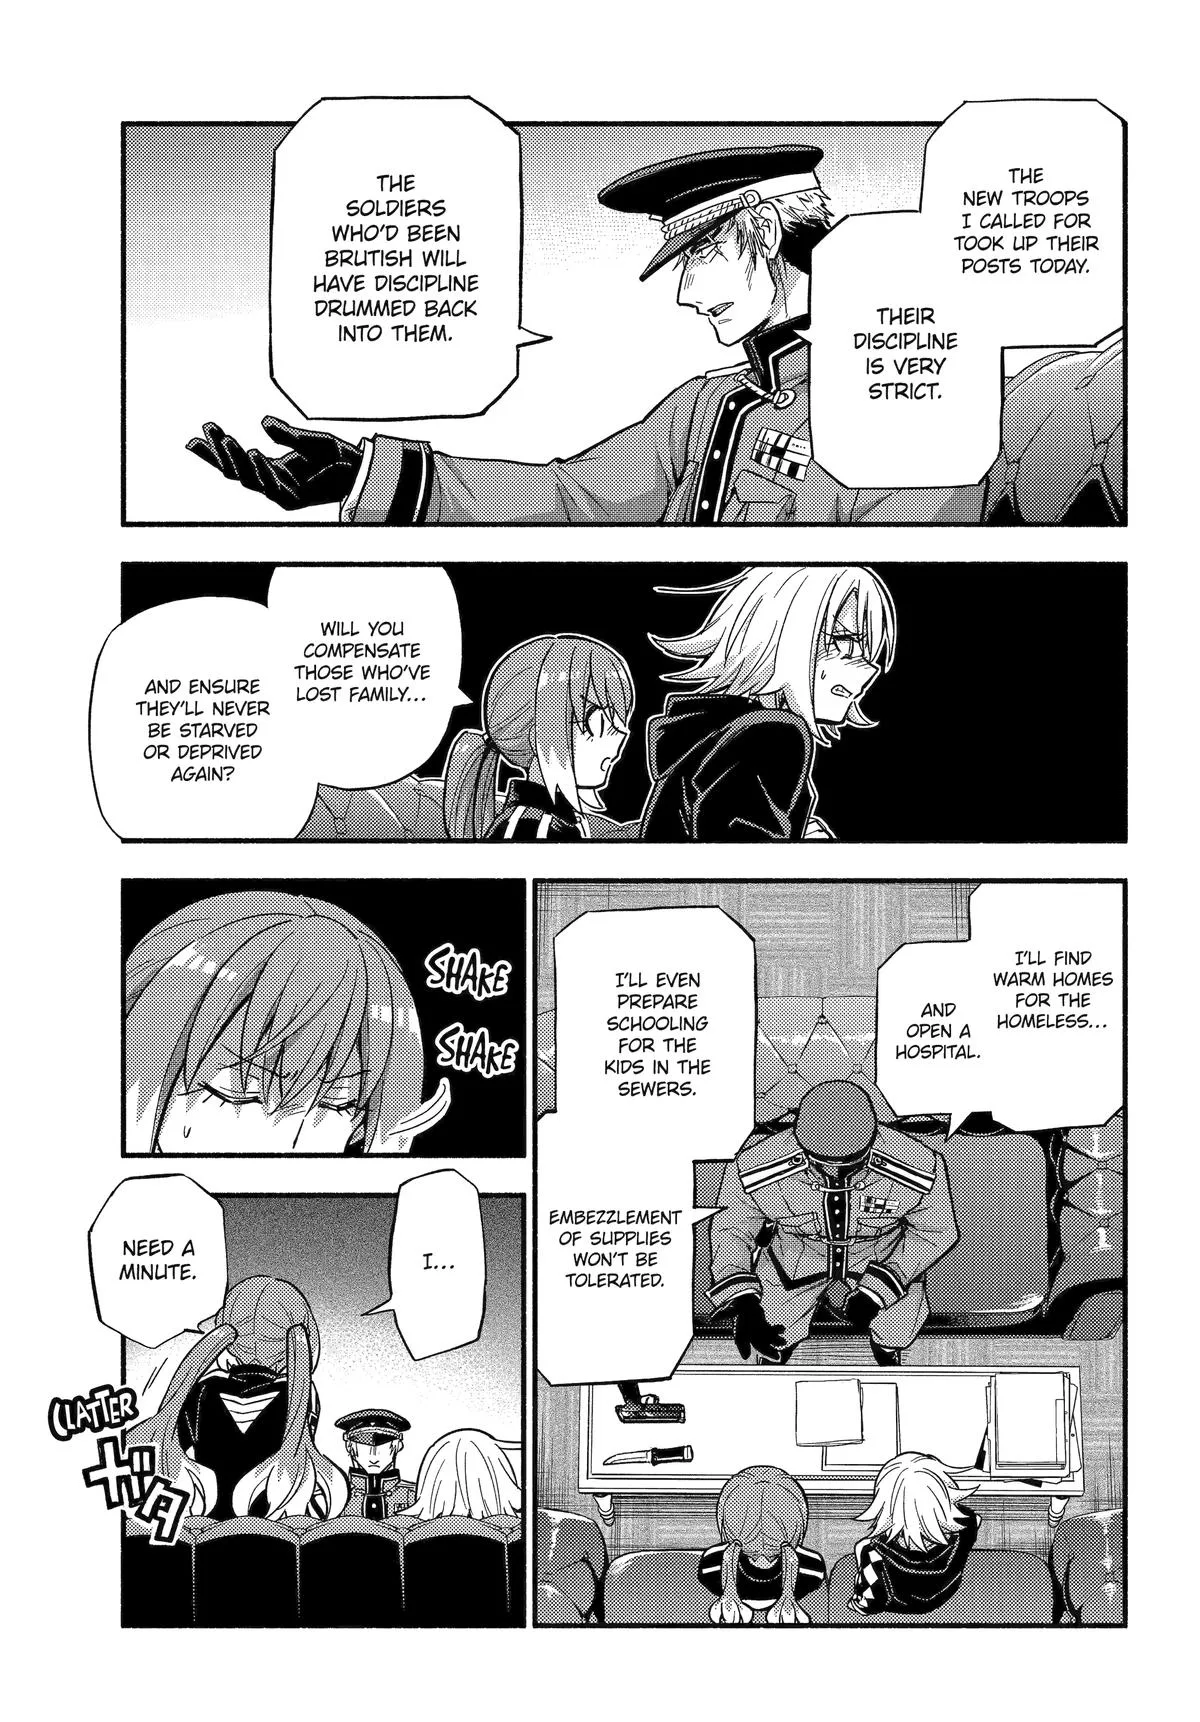 THE
NEW TROOPS
I CALLED FOR
TOOK UP THEIR
POSTS TODAY.
THEIR
DISCIPLINE
IS VERY
STRICT.
THE
SOLDIERS
WHO'D BEEN
BRUTISH WILL
HAVE DISCIPLINE
DRUMMED BACK
INTO THEM.
WILL YOU
COMPENSATE
THOSE WHO'VE
LOST FAMILY...
AND ENSURE
THEY'LL NEVER
BE STARVED
OR DEPRIVED
AGAIN?
I'LL FIND
WARM HOMES
FOR THE
HOMELESS...
AND
OPEN A
HOSPITAL.
I'LL EVEN
PREPARE
SCHOOLING
FOR THE
KIDS IN THE
SEWERS.
EMBEZZLEMENT
OF SUPPLIES
WON'T BE
TOLERATED.
SHAKE
SHAKE
I...
NEED A
MINUTE.
CLATTER
ガタ